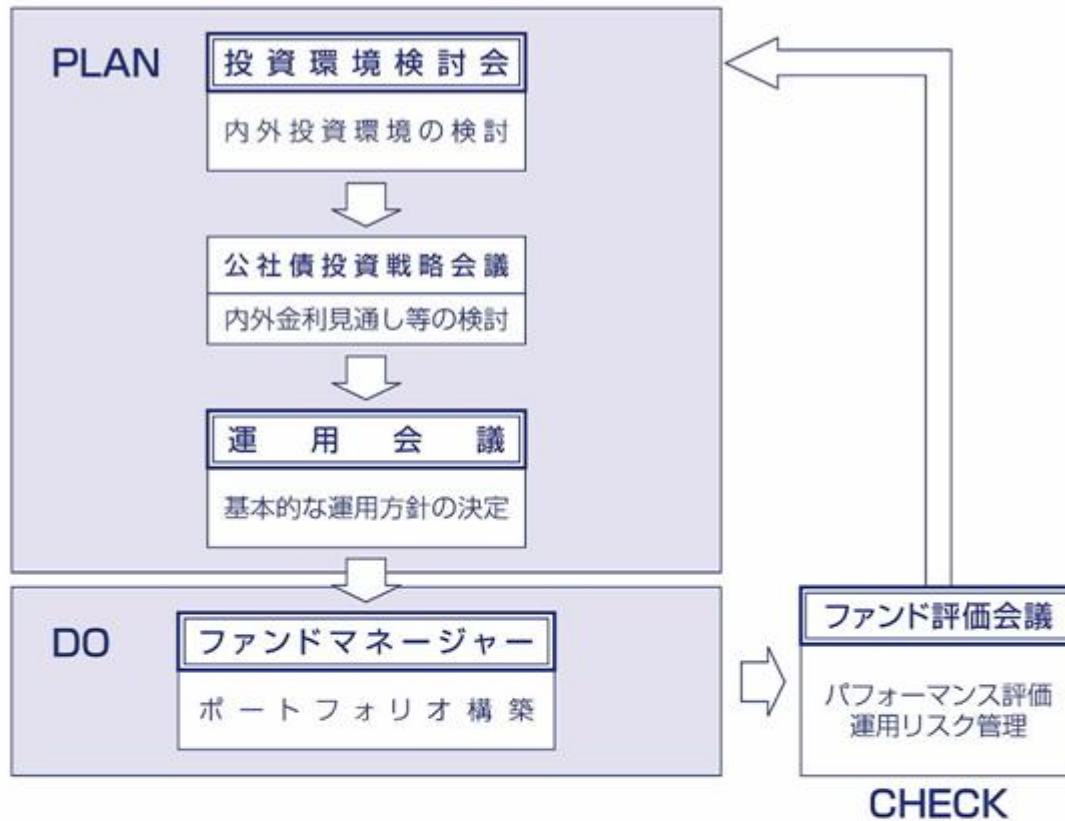 PLAN
投資環境検討会
内外投資環境の検討
公社債投資戦略会議
内外金利見通し等の検討
運用会議
基本的な運用方針の決定
DO
ファンドマネージャー
ポートフォリオ構築
ファンド評価会議
パフォーマンス評価
運用リスク管理
CHECK